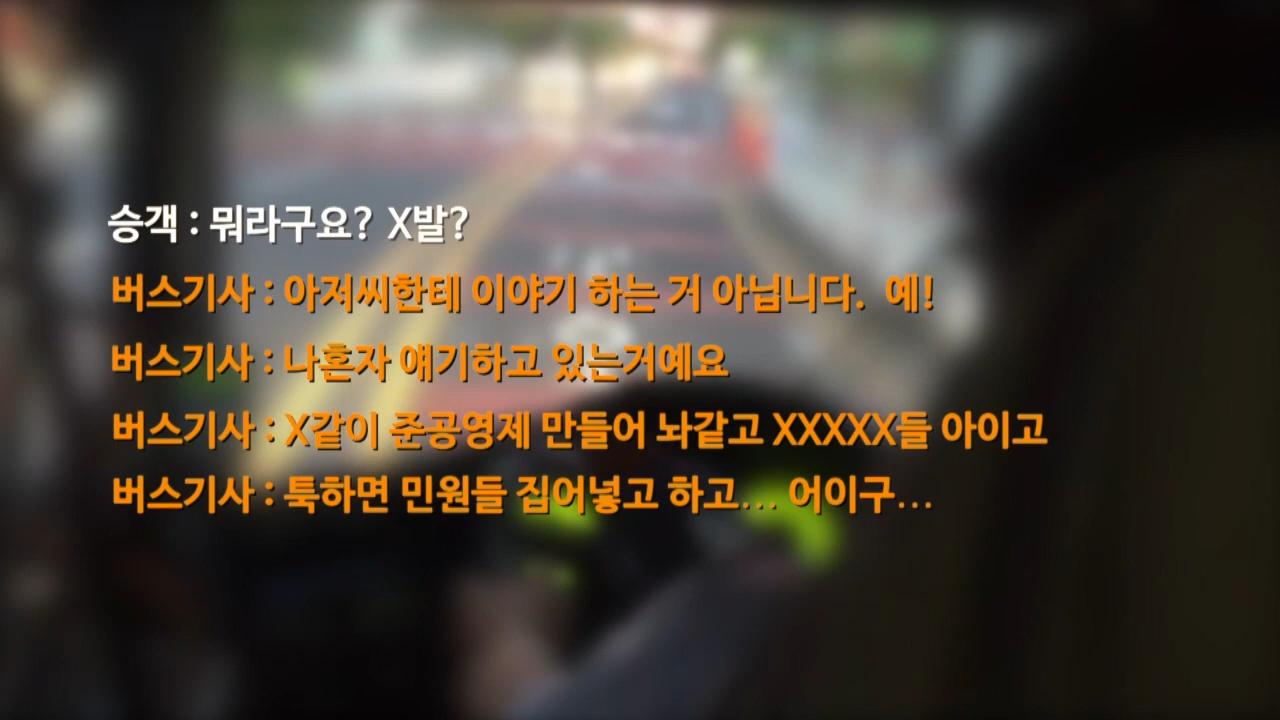 승객 : 뭐라구요? X발?
버스기사 : 아저씨한테 이야기 하는 거 아닙니다. 예!
버스기사 : 나혼자 얘기하고 있는거예요
버스기사 : X같이 준공영제 만들어 놔같고 XXXXX들 아이고
버스기사 : 툭하면 민원들 집어넣고 하고... 어이구...